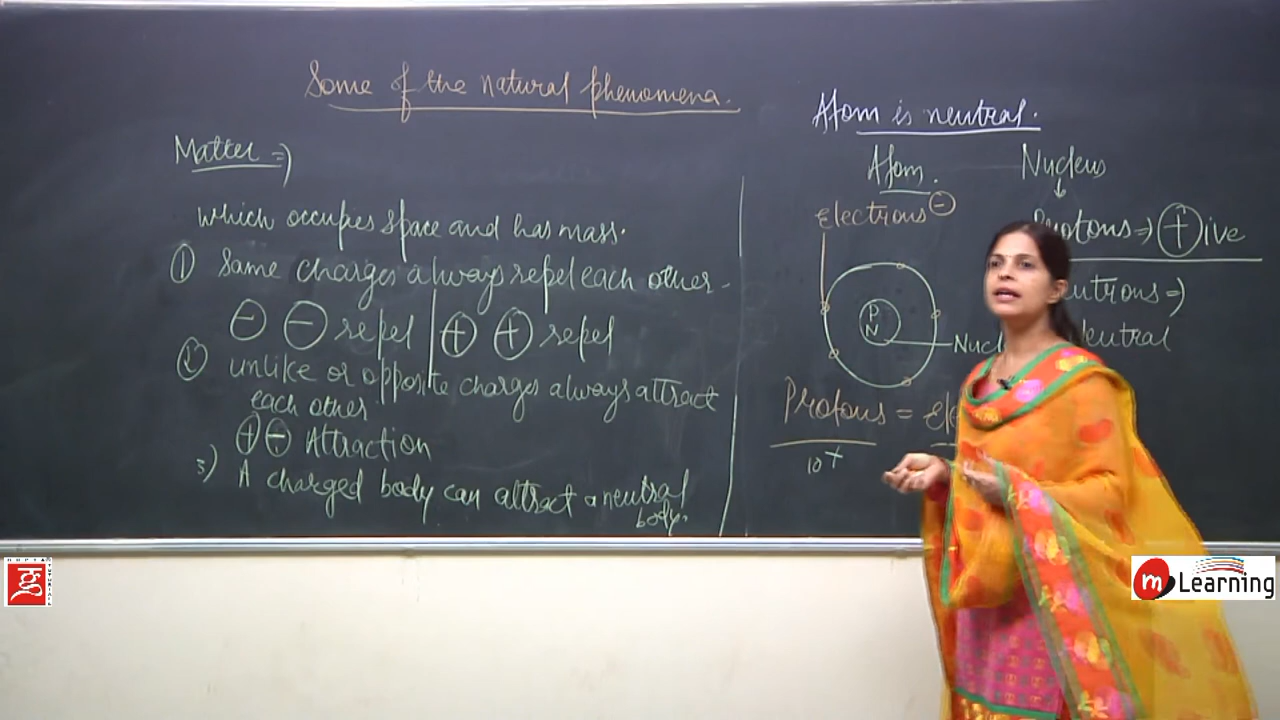 Some of the natural phenomena.
Matter ⇒
which occupies space and has mass.
① Same charges always repel each other.
⊖ ⊖ repel | ⊕ ⊕ repel
② unlike or opposite charges always attract
each other
⊕ ⊖ Attraction
3) A charged body can attract a neutral
body.
Atom is neutral.
Atom.
Electrons ⊖
P
N
Protons =
10+
Nucleus
↓
Protons ⇒ ⊕ive
⇒
m Learning